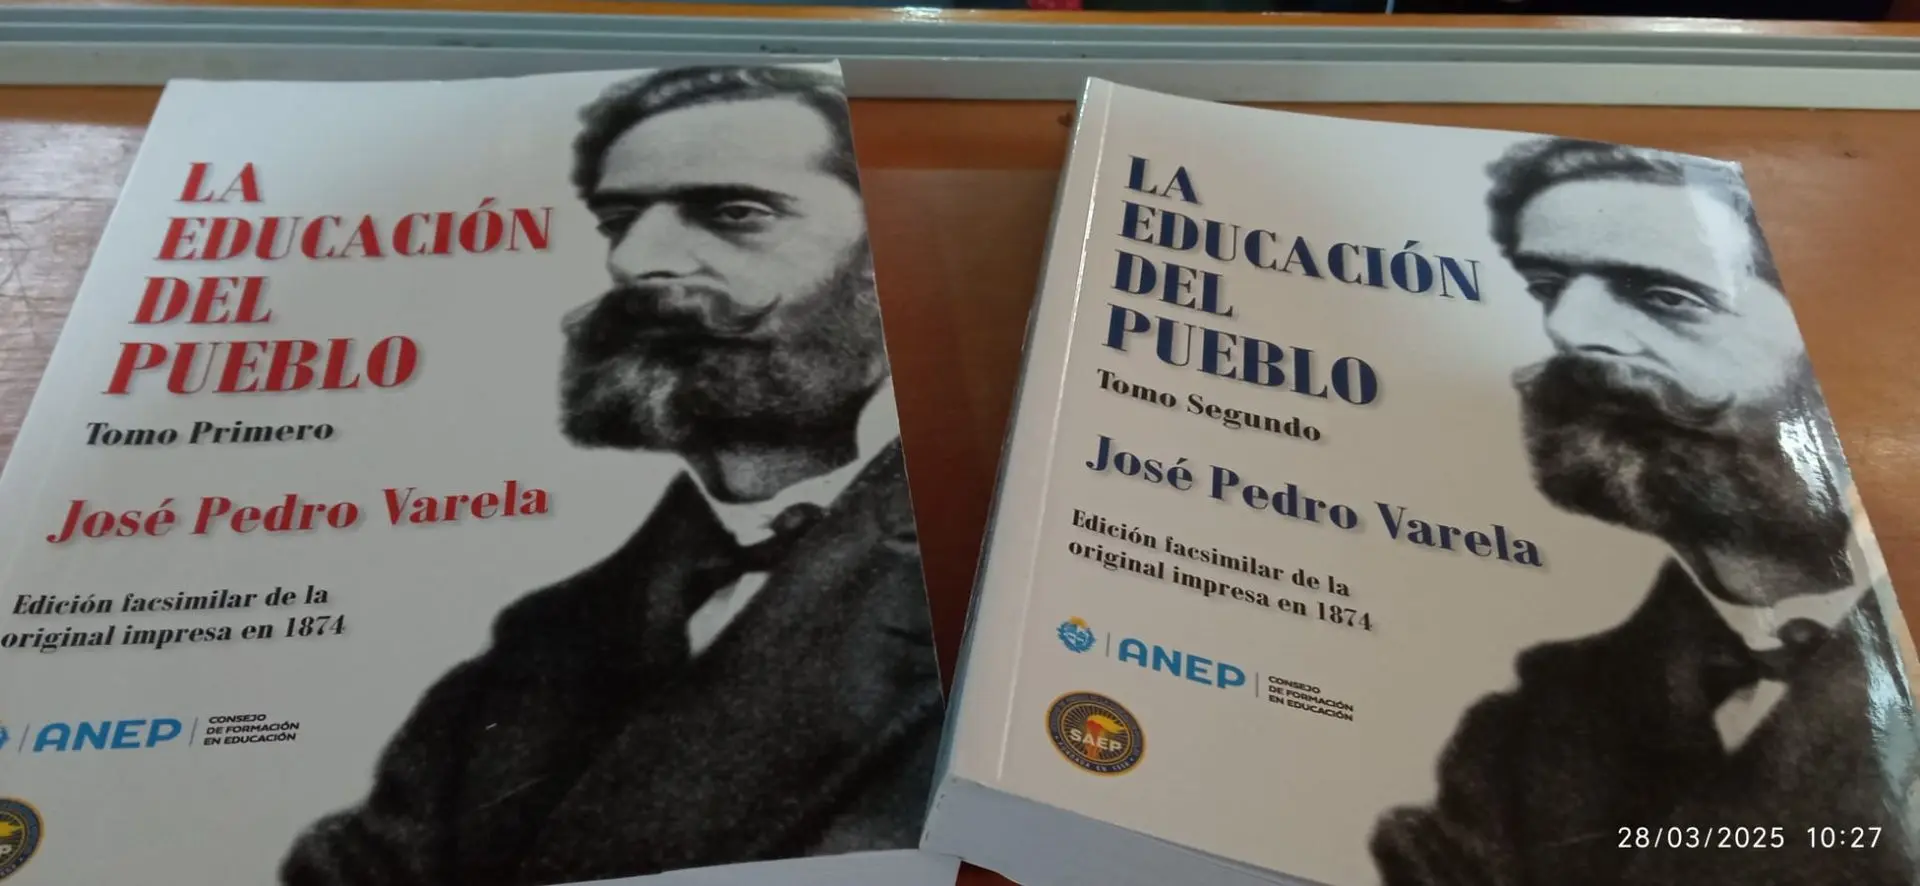 LA
EDUCACIÓN
DEL
PUEBLO
Tomo Primero
José Pedro Varela
Edición facsimilar de la
original impresa en 1874
ANEP
CONSEJO
DE FORMACIÓN
EN EDUCACIÓN
LA
EDUCACIÓN
DEL
PUEBLO
Tomo Segundo
José Pedro Varela
Edición facsimilar de la
original impresa en 1874
ANEP
CONSEJO
DE FORMACIÓN
EN EDUCACIÓN
SAEP
28/03/2025 10:27